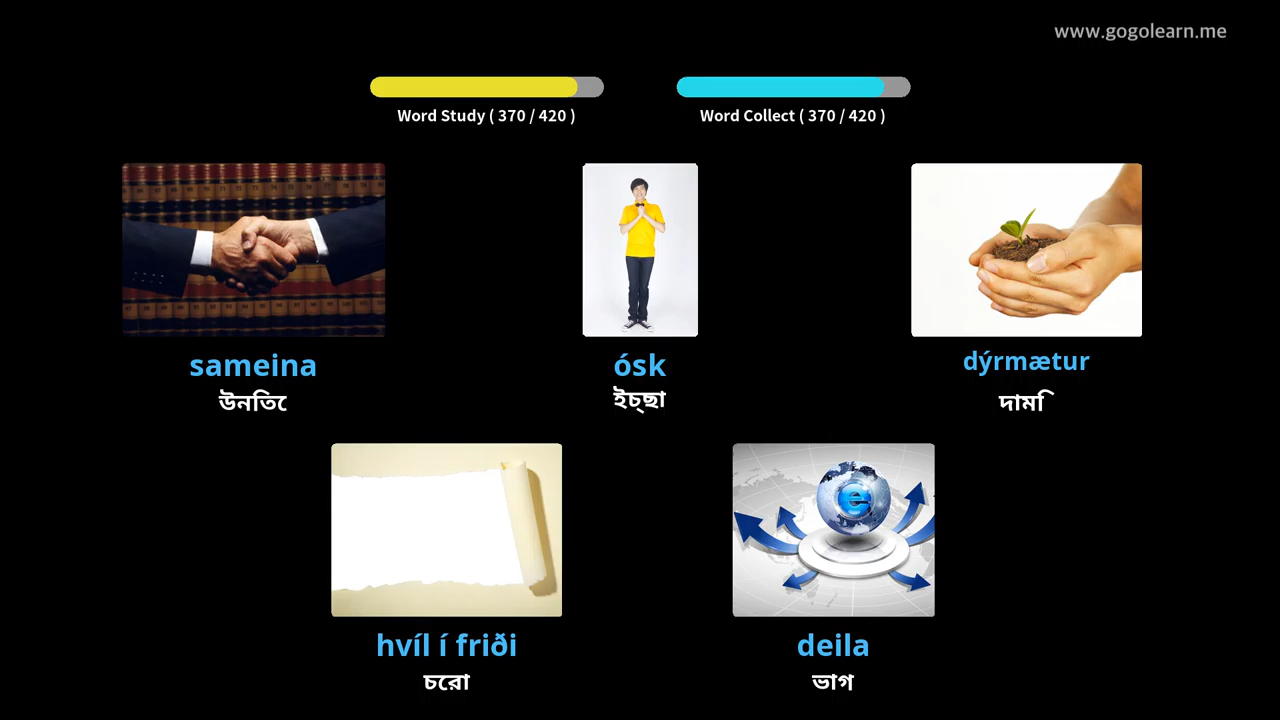 www.gogolearn.me
Word Study ( 370 / 420 )
Word Collect ( 370 / 420 )
sameina
উনতিে
ósk
ইচ্ছা
dýrmætur
দামি
hvíl í friði
চরো
deila
ভাগ